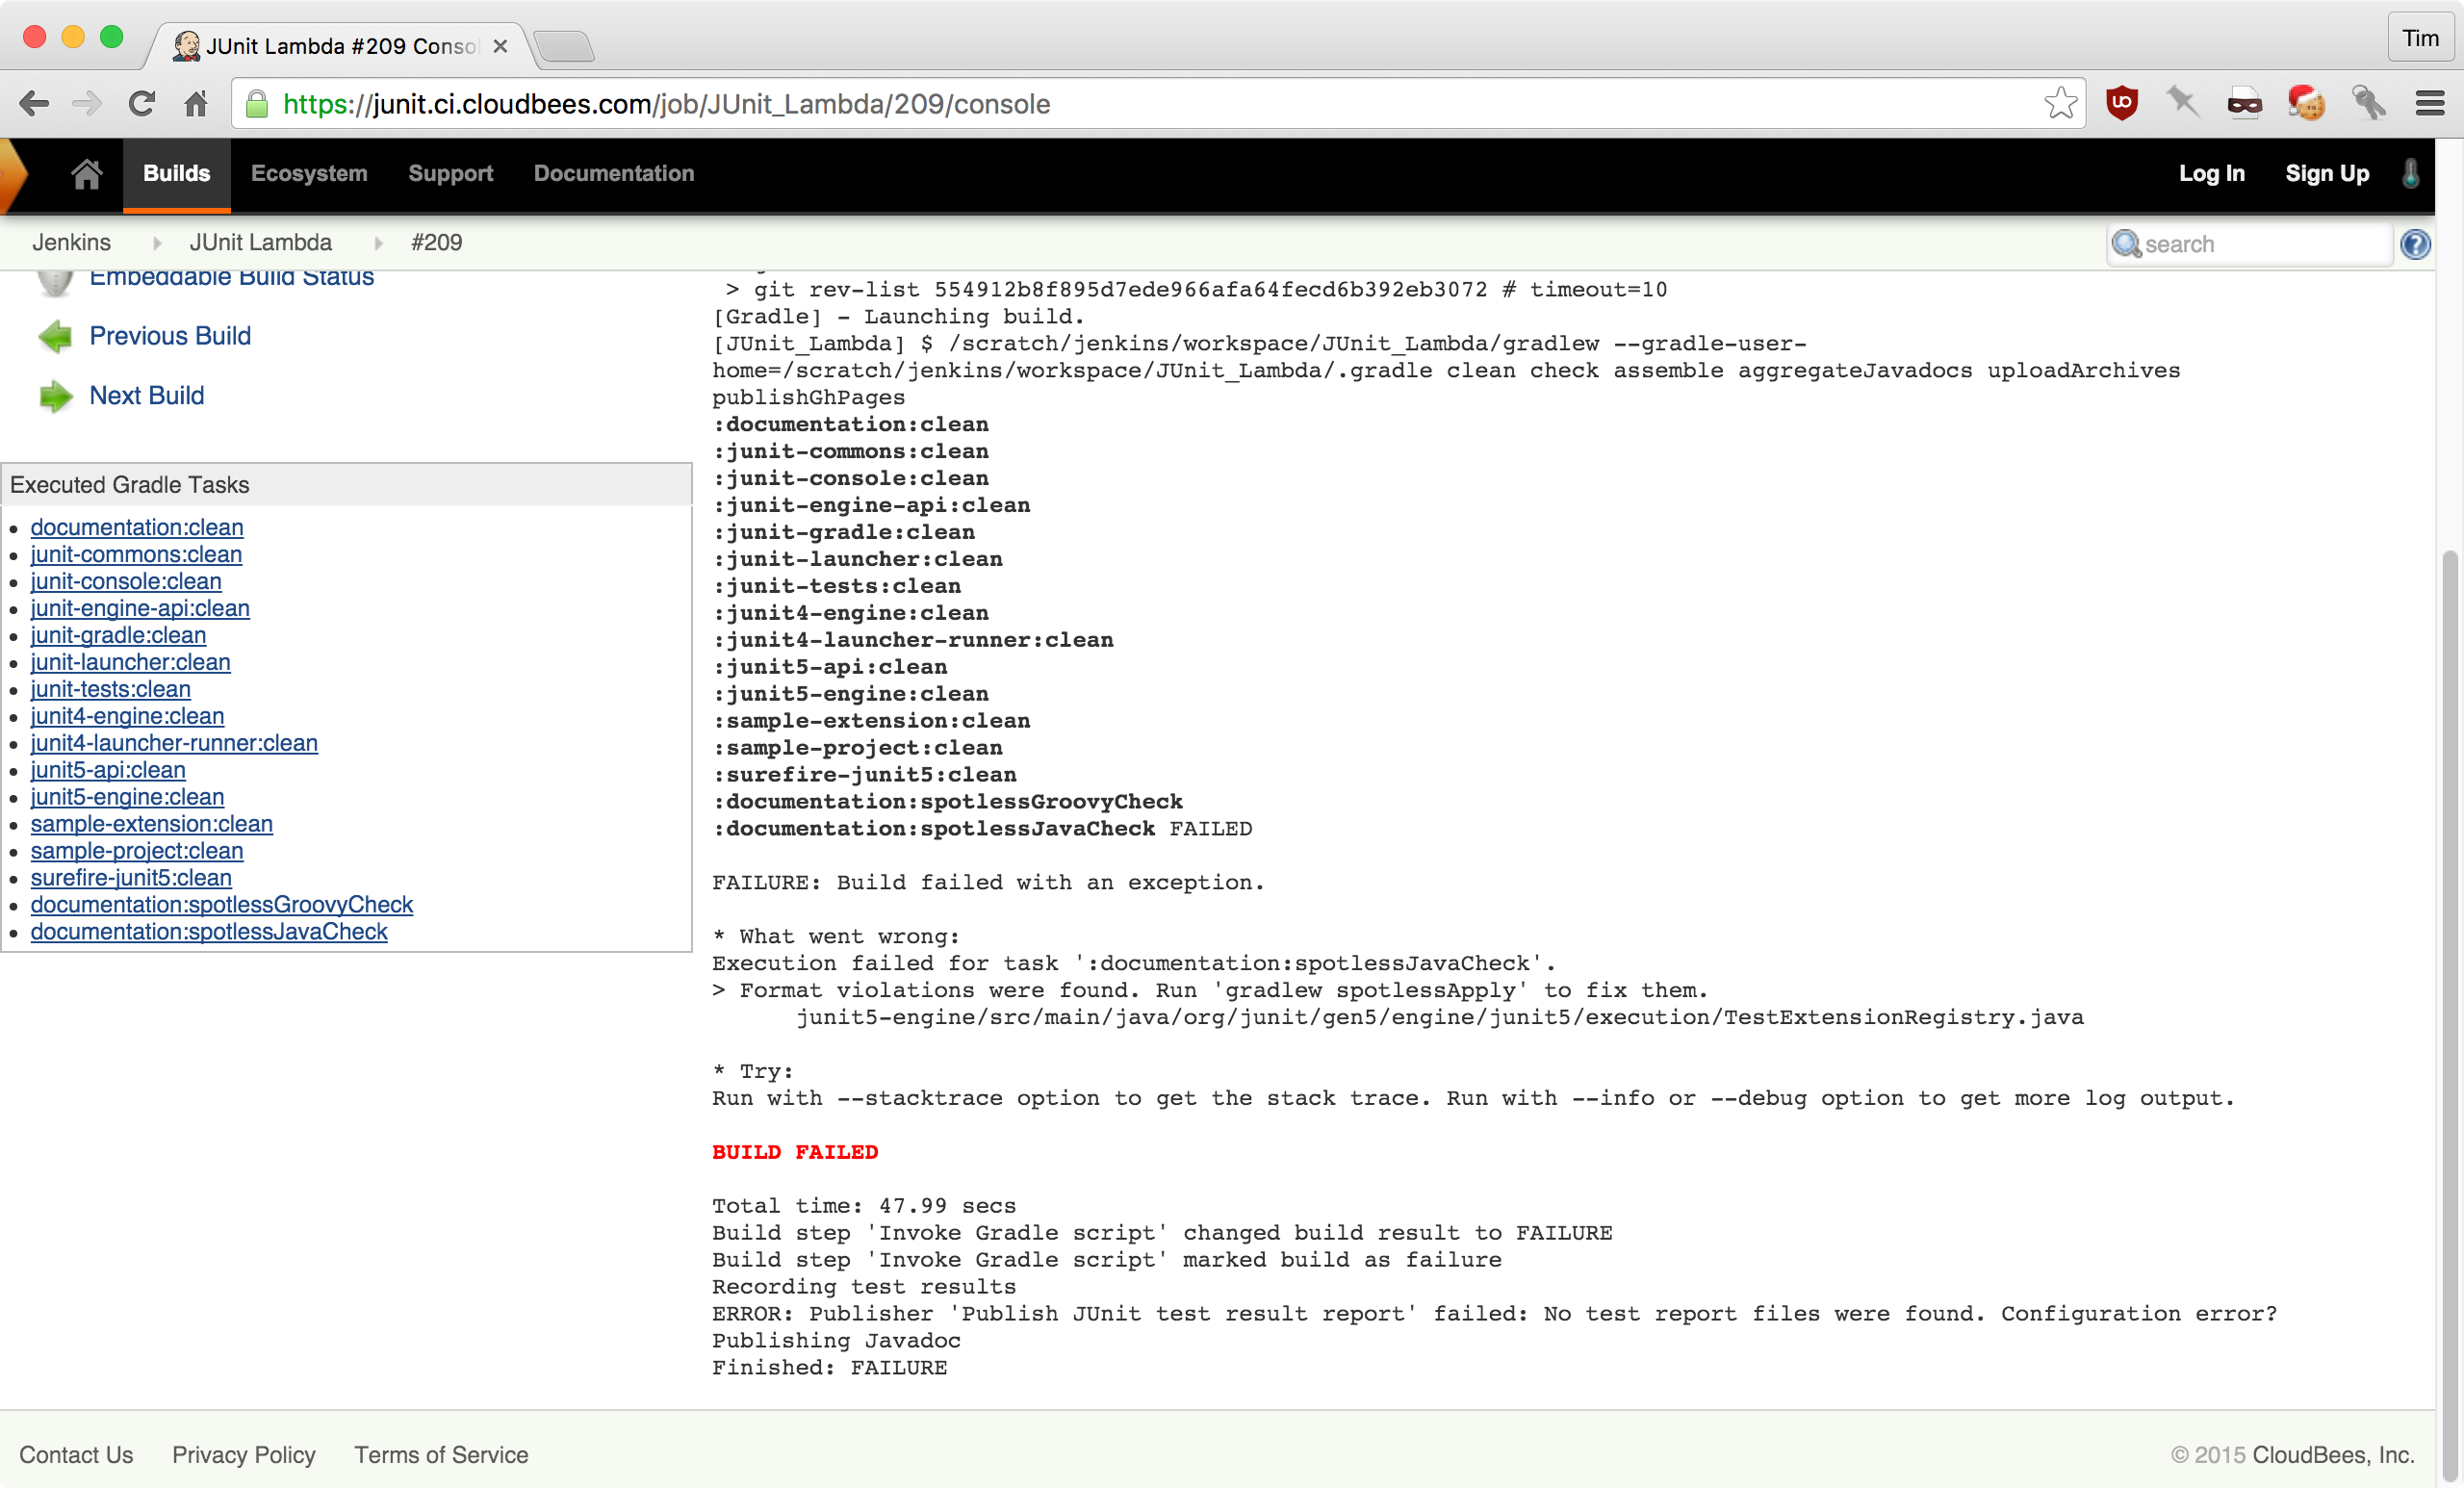 JUnit Lambda #209 Conso
Tim
https://junit.ci.cloudbees.com/job/JUnit_Lambda/209/console
Builds Ecosystem Support Documentation Log In Sign Up
Jenkins JUnit Lambda #209 search
Embeddable Build Status
Previous Build
Next Build
Executed Gradle Tasks
documentation:clean
junit-commons:clean
junit-console:clean
junit-engine-api:clean
junit-gradle:clean
junit-launcher:clean
junit-tests:clean
junit4-engine:clean
junit4-launcher-runner:clean
junit5-api:clean
junit5-engine:clean
sample-extension:clean
sample-project:clean
surefire-junit5:clean
documentation:spotlessGroovyCheck
documentation:spotlessJavaCheck
> git rev-list 554912b8f895d7ede966afa64fecd6b392eb3072 # timeout=10
[Gradle] - Launching build.
[JUnit_Lambda] $ /scratch/jenkins/workspace/JUnit_Lambda/gradlew --gradle-user-
home=/scratch/jenkins/workspace/JUnit_Lambda/.gradle clean check assemble aggregateJavadocs uploadArchives
publishGhPages
:documentation:clean
:junit-commons:clean
:junit-console:clean
:junit-engine-api:clean
:junit-gradle:clean
:junit-launcher:clean
:junit-tests:clean
:junit4-engine:clean
:junit4-launcher-runner:clean
:junit5-api:clean
:junit5-engine:clean
:sample-extension:clean
:sample-project:clean
:surefire-junit5:clean
:documentation:spotlessGroovyCheck
:documentation:spotlessJavaCheck FAILED
FAILURE: Build failed with an exception.
* What went wrong:
Execution failed for task ':documentation:spotlessJavaCheck'.
> Format violations were found. Run 'gradlew spotlessApply' to fix them.
junit5-engine/src/main/java/org/junit/gen5/engine/junit5/execution/TestExtensionRegistry.java
* Try:
Run with --stacktrace option to get the stack trace. Run with --info or --debug option to get more log output.
BUILD FAILED
Total time: 47.99 secs
Build step 'Invoke Gradle script' changed build result to FAILURE
Build step 'Invoke Gradle script' marked build as failure
Recording test results
ERROR: Publisher 'Publish JUnit test result report' failed: No test report files were found. Configuration error?
Publishing Javadoc
Finished: FAILURE
Contact Us Privacy Policy Terms of Service © 2015 CloudBees, Inc.